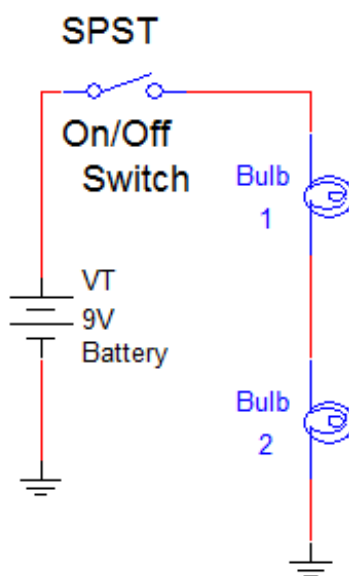 SPST
On/Off
Switch
Bulb
1
VT
9V
Battery
Bulb
2